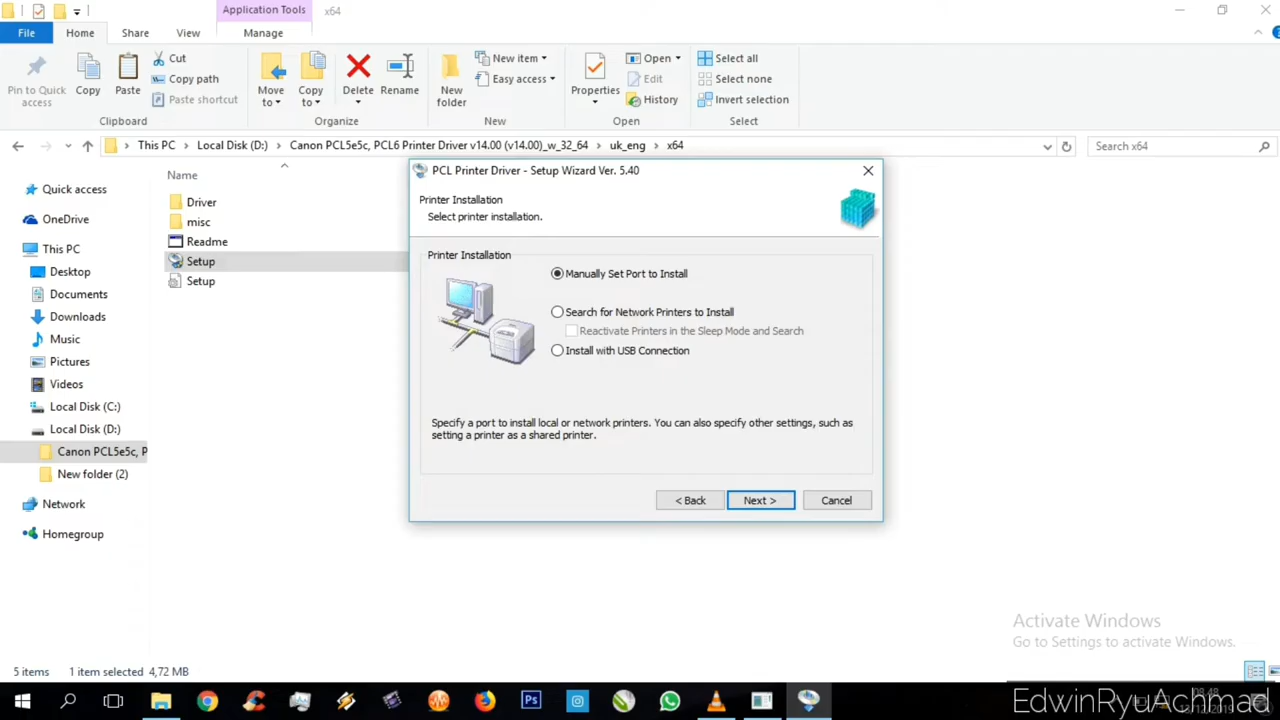 Application Tools
x64
File
Home
Share
View
Manage
Pin to Quick access
Copy
Paste
Cut
Copy path
Paste shortcut
Clipboard
Move to
Copy to
Delete
Rename
Organize
New folder
New item
Easy access
New
Properties
Open
Edit
History
Open
Select all
Select none
Invert selection
Select
This PC > Local Disk (D:) > Canon PCL5e5c, PCL6 Printer Driver v14.00 (v14.00)_w_32_64 > uk_eng > x64
Search x64
Quick access
OneDrive
This PC
Desktop
Documents
Downloads
Music
Pictures
Videos
Local Disk (C:)
Local Disk (D:)
Canon PCL5e5c, P
New folder (2)
Network
Homegroup
Name
Driver
misc
Readme
Setup
Setup
PCL Printer Driver - Setup Wizard Ver. 5.40
Printer Installation
Select printer installation.
Printer Installation
Manually Set Port to Install
Search for Network Printers to Install
Reactivate Printers in the Sleep Mode and Search
Install with USB Connection
Specify a port to install local or network printers. You can also specify other settings, such as
setting a printer as a shared printer.
< Back
Next >
Cancel
Activate Windows
Go to Settings to activate Windows.
5 items
1 item selected 4,72 MB
Ps
08.48
EdwinRyuAchmad